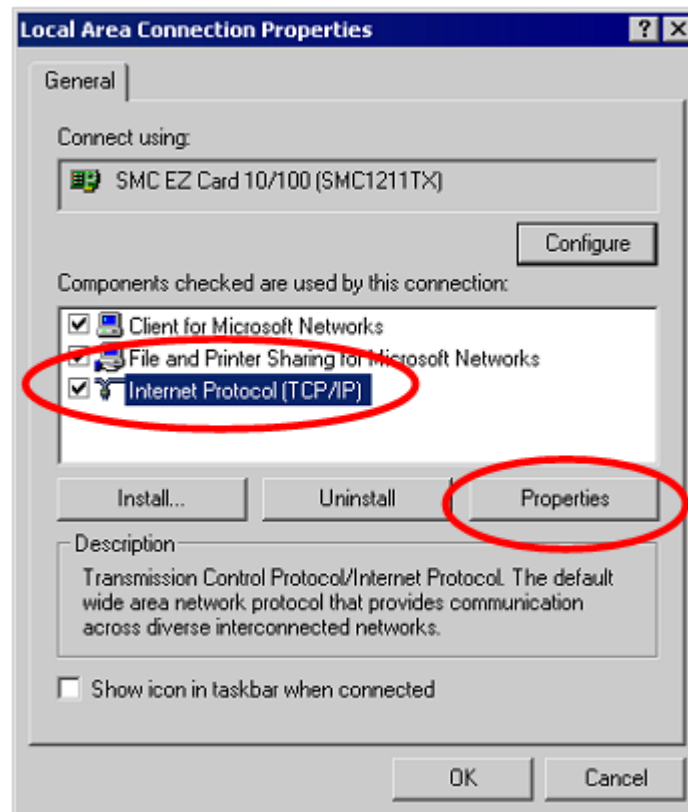 Local Area Connection Properties
General
Connect using:
SMC EZ Card 10/100 (SMC1211TX)
Configure
Components checked are used by this connection:
Client for Microsoft Networks
File and Printer Sharing for Microsoft Networks
Internet Protocol (TCP/IP)
Install...
Uninstall
Properties
Description
Transmission Control Protocol/Internet Protocol. The default
wide area network protocol that provides communication
across diverse interconnected networks.
Show icon in taskbar when connected
OK
Cancel